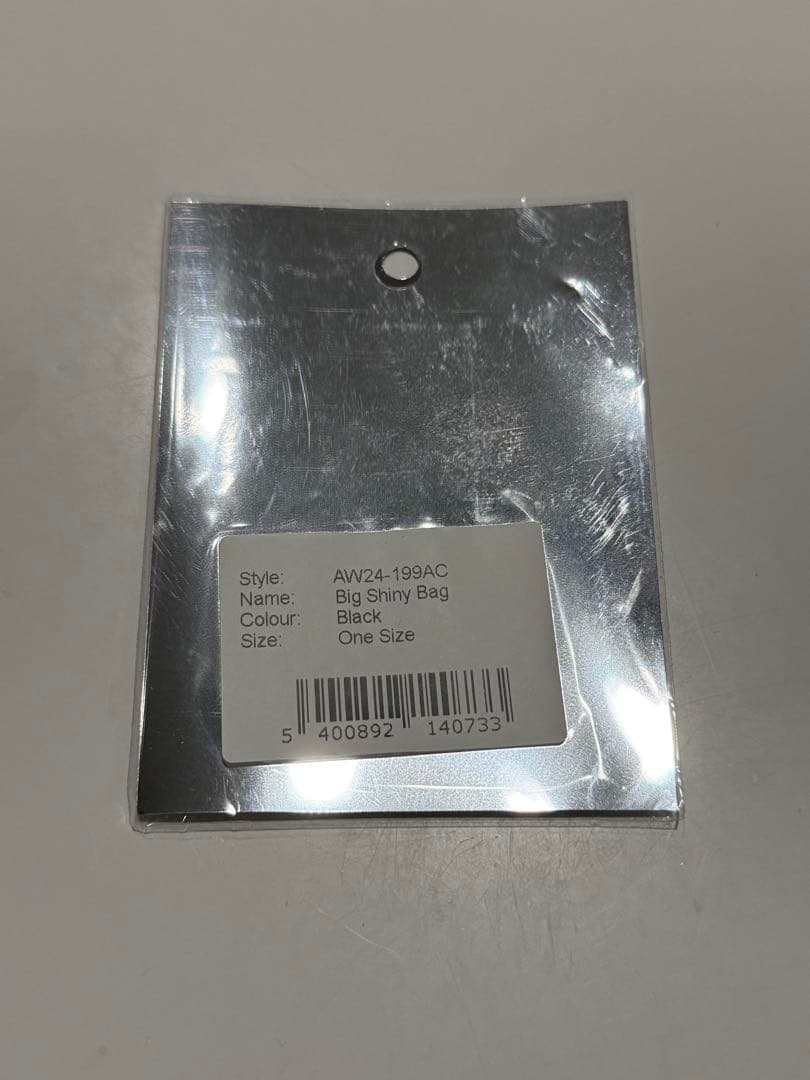 Style: AW24-199AC
Name: Big Shiny Bag
Colour: Black
Size: One Size
5 400892 140733